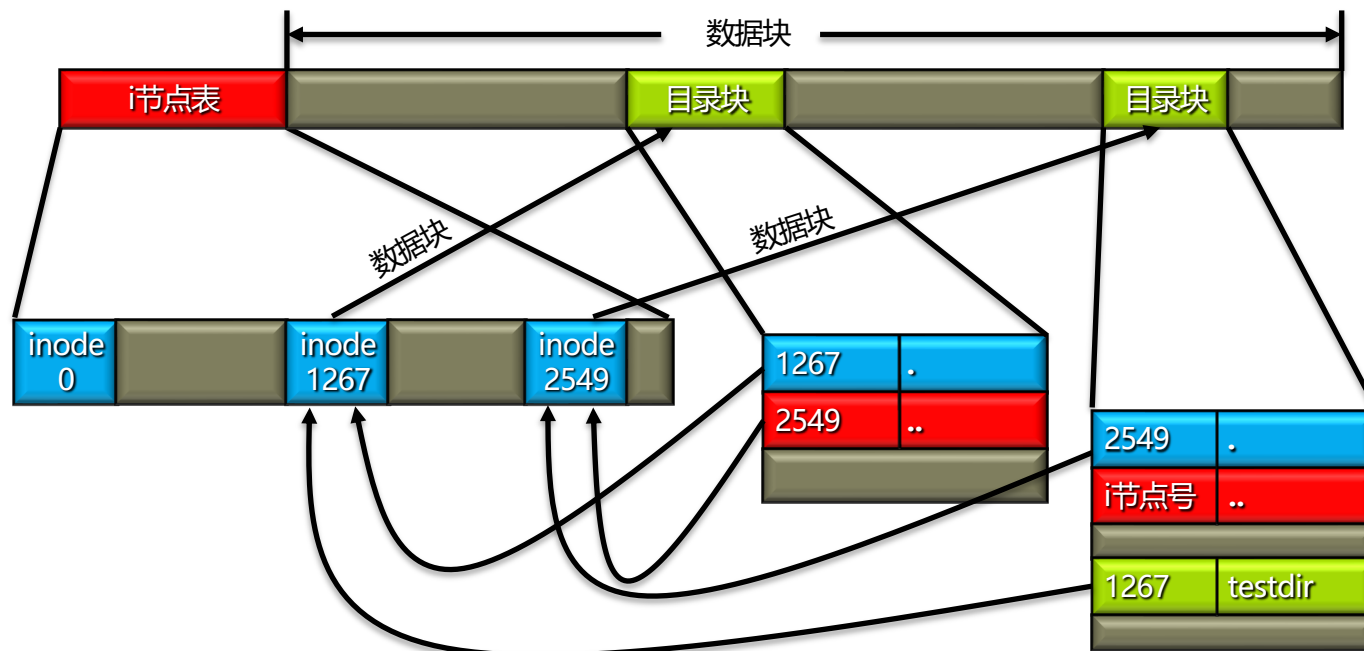 数据块
i节点表
目录块
目录块
数据块
数据块
inode
0
inode
1267
inode
2549
1267 .
2549 ..
2549 .
i节点号 ..
1267 testdir